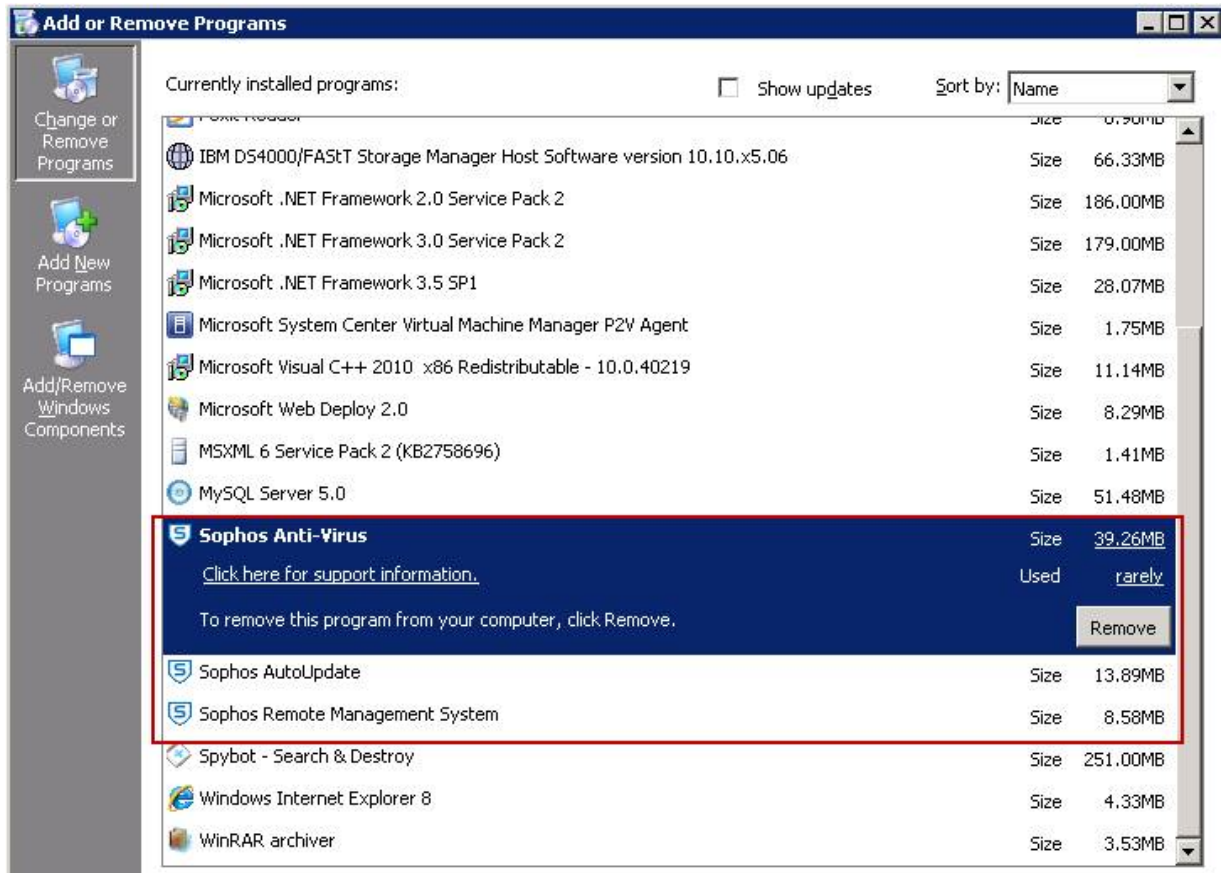 Add or Remove Programs
Change or
Remove
Programs
Add New
Programs
Add/Remove
Windows
Components
Currently installed programs:
Show updates
Sort by: Name
Foxit Reader Size 6.96MB
IBM DS4000/FAStT Storage Manager Host Software version 10.10.x5.06 Size 66.33MB
Microsoft .NET Framework 2.0 Service Pack 2 Size 186.00MB
Microsoft .NET Framework 3.0 Service Pack 2 Size 179.00MB
Microsoft .NET Framework 3.5 SP1 Size 28.07MB
Microsoft System Center Virtual Machine Manager P2V Agent Size 1.75MB
Microsoft Visual C++ 2010 x86 Redistributable - 10.0.40219 Size 11.14MB
Microsoft Web Deploy 2.0 Size 8.29MB
MSXML 6 Service Pack 2 (KB2758696) Size 1.41MB
MySQL Server 5.0 Size 51.48MB
Sophos Anti-Virus Size 39.26MB
Click here for support information. Used rarely
To remove this program from your computer, click Remove. Remove
Sophos AutoUpdate Size 13.89MB
Sophos Remote Management System Size 8.58MB
Spybot - Search & Destroy Size 251.00MB
Windows Internet Explorer 8 Size 4.33MB
WinRAR archiver Size 3.53MB